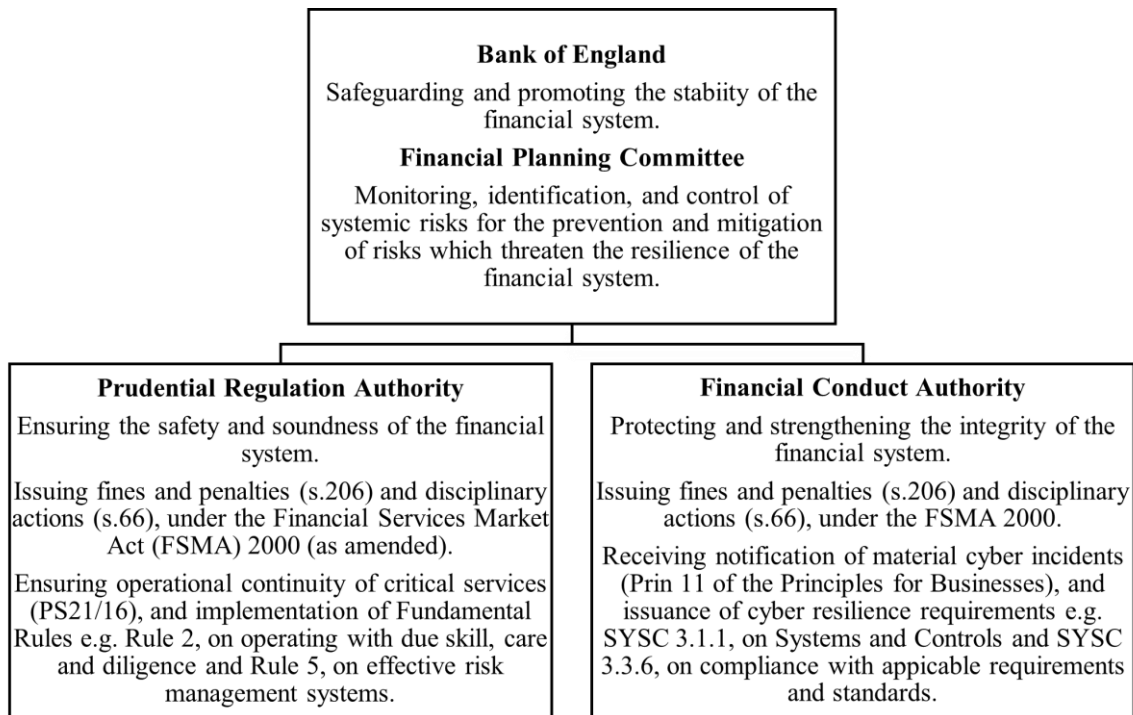 Bank of England
Safeguarding and promoting the stabiity of the
financial system.
Financial Planning Committee
Monitoring, identification, and control of
systemic risks for the prevention and mitigation
of risks which threaten the resilience of the
financial system.
Prudential Regulation Authority
Ensuring the safety and soundness of the financial
system.
Issuing fines and penalties (s.206) and disciplinary
actions (s.66), under the Financial Services Market
Act (FSMA) 2000 (as amended).
Ensuring operational continuity of critical services
(PS21/16), and implementation of Fundamental
Rules e.g. Rule 2, on operating with due skill, care
and diligence and Rule 5, on effective risk
management systems.
Financial Conduct Authority
Protecting and strengthening the integrity of the
financial system.
Issuing fines and penalties (s.206) and disciplinary
actions (s.66), under the FSMA 2000.
Receiving notification of material cyber incidents
(Prin 11 of the Principles for Businesses), and
issuance of cyber resilience requirements e.g.
SYSC 3.1.1, on Systems and Controls and SYSC
3.3.6, on compliance with appicable requirements
and standards.